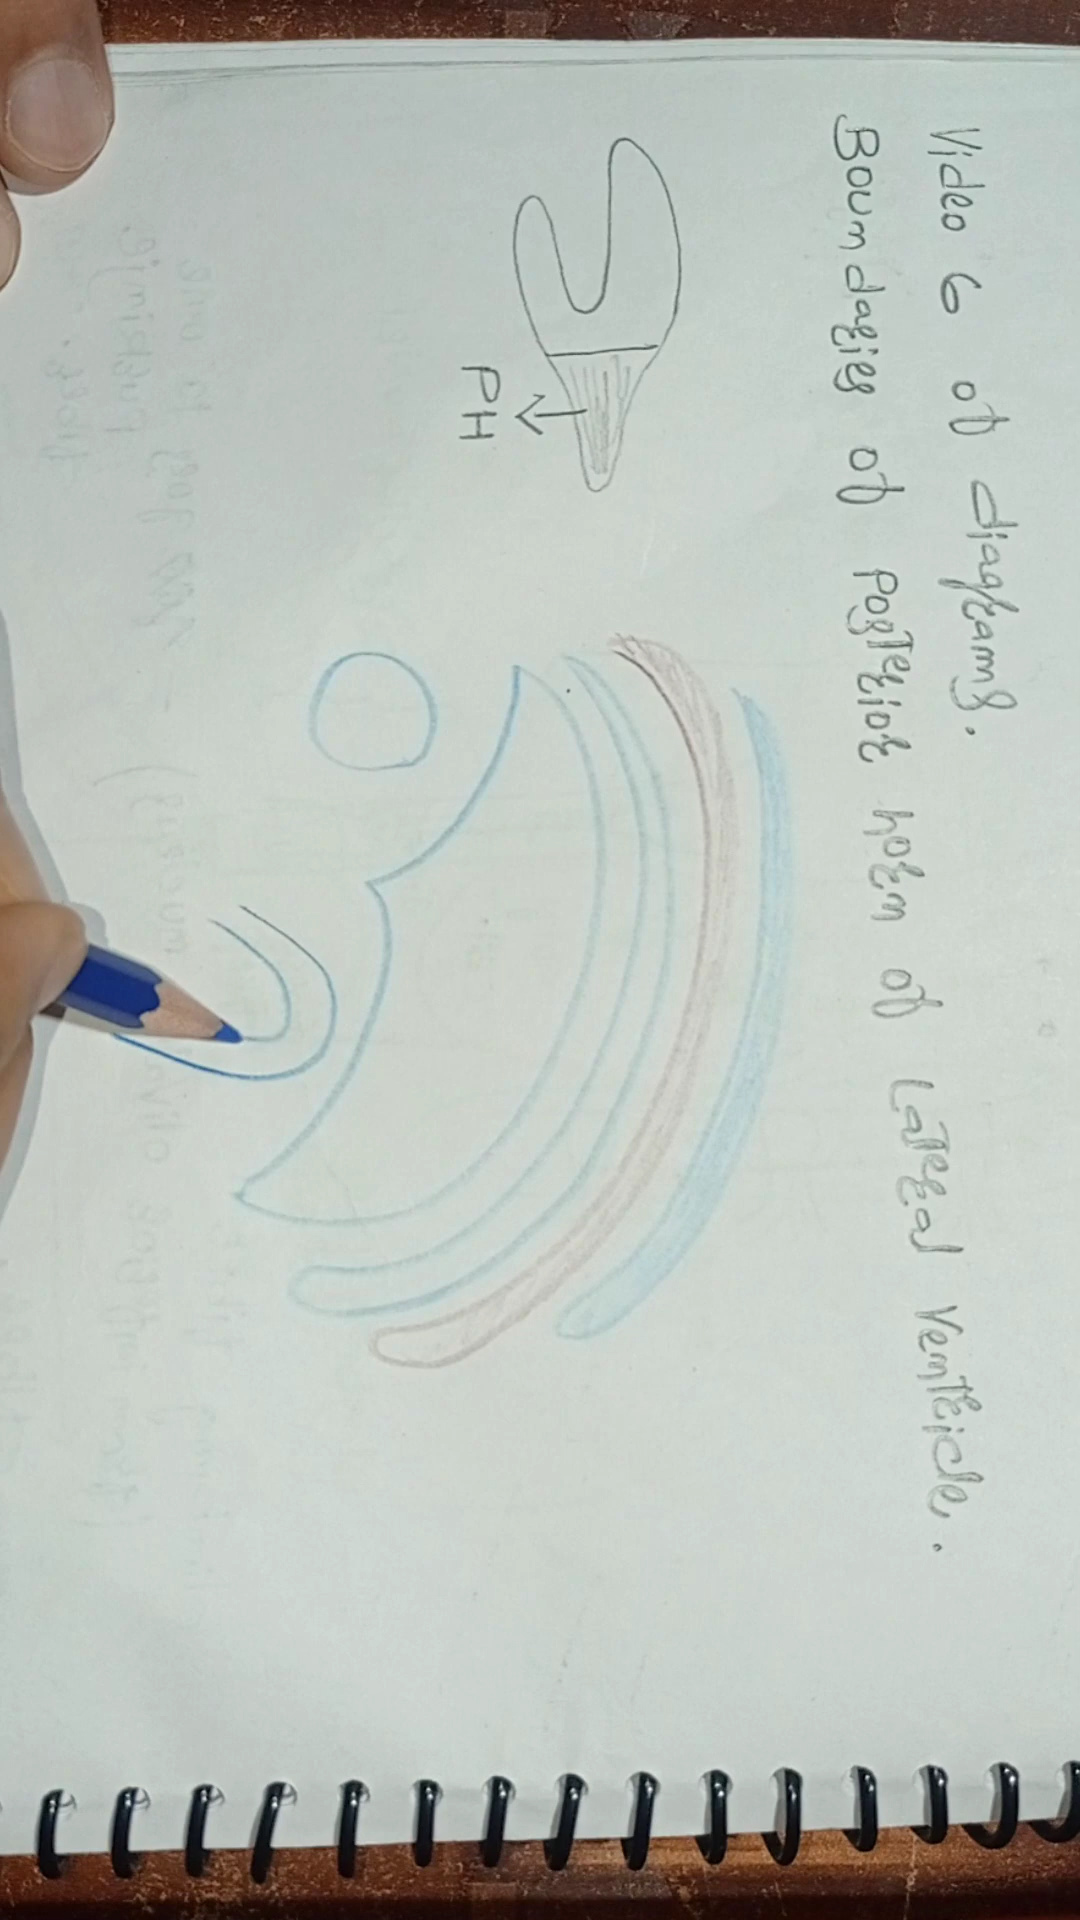 Video 6 of diagrams.
Boundaries of Posterior horn of Lateral Ventricle.
PH